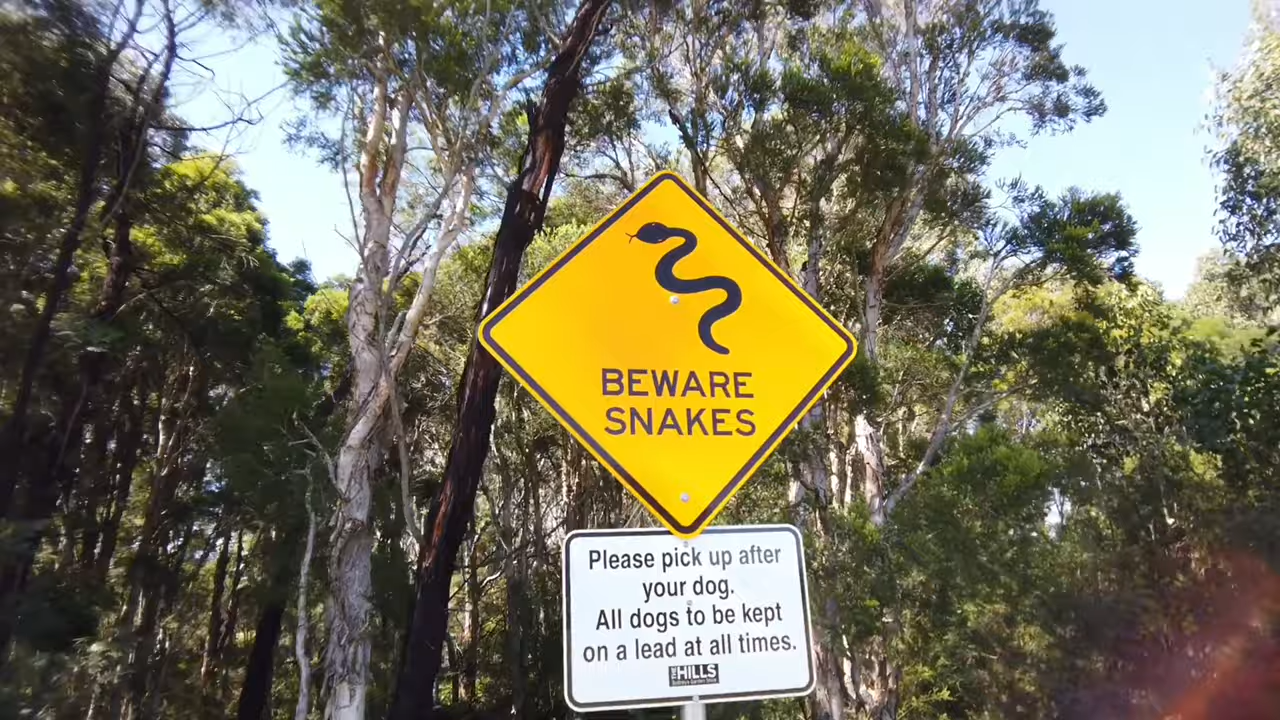 BEWARE
SNAKES
Please pick up after
your dog.
All dogs to be kept
on a lead at all times.
THE HILLS